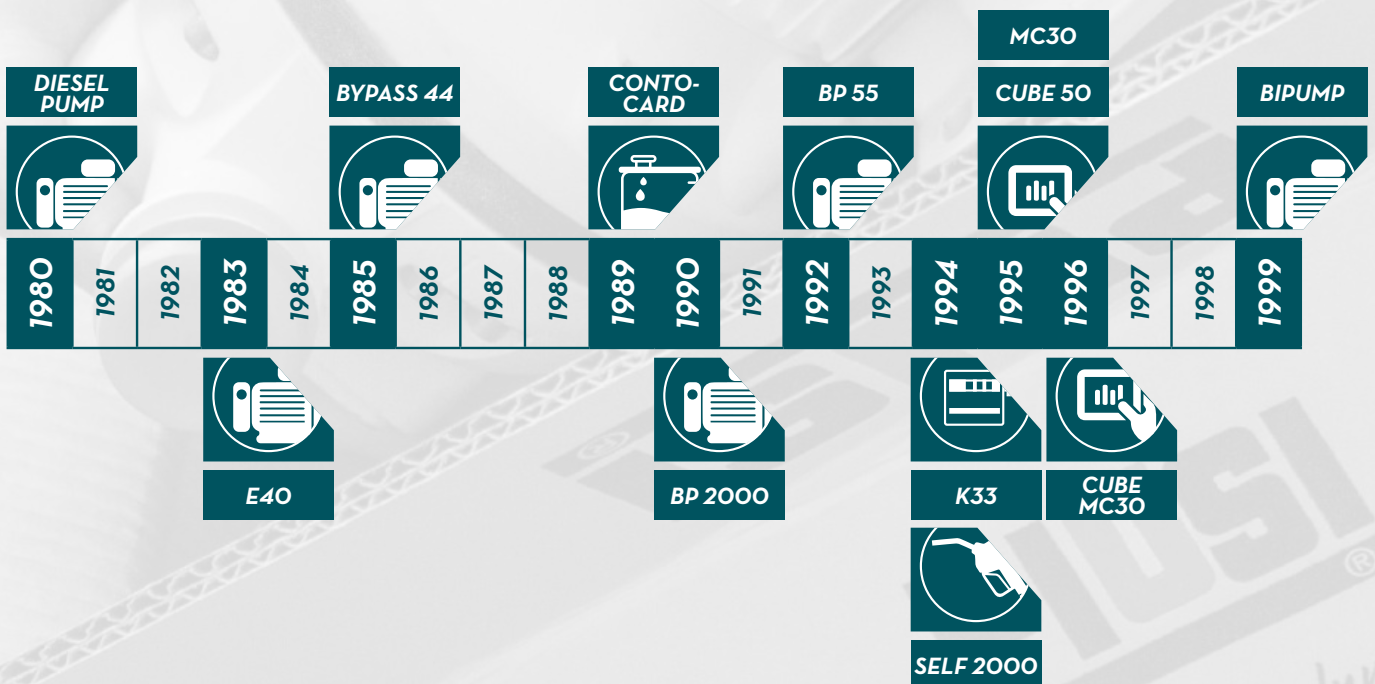 MC30
DIESEL
PUMP
BYPASS 44
CONTO-
CARD
BP 55
CUBE 50
BIPUMP
1980
1981
1982
1983
1984
1985
1986
1987
1988
1989
1990
1991
1992
1993
1994
1995
1996
1997
1998
1999
E40
BP 2000
K33
CUBE
MC30
SELF 2000